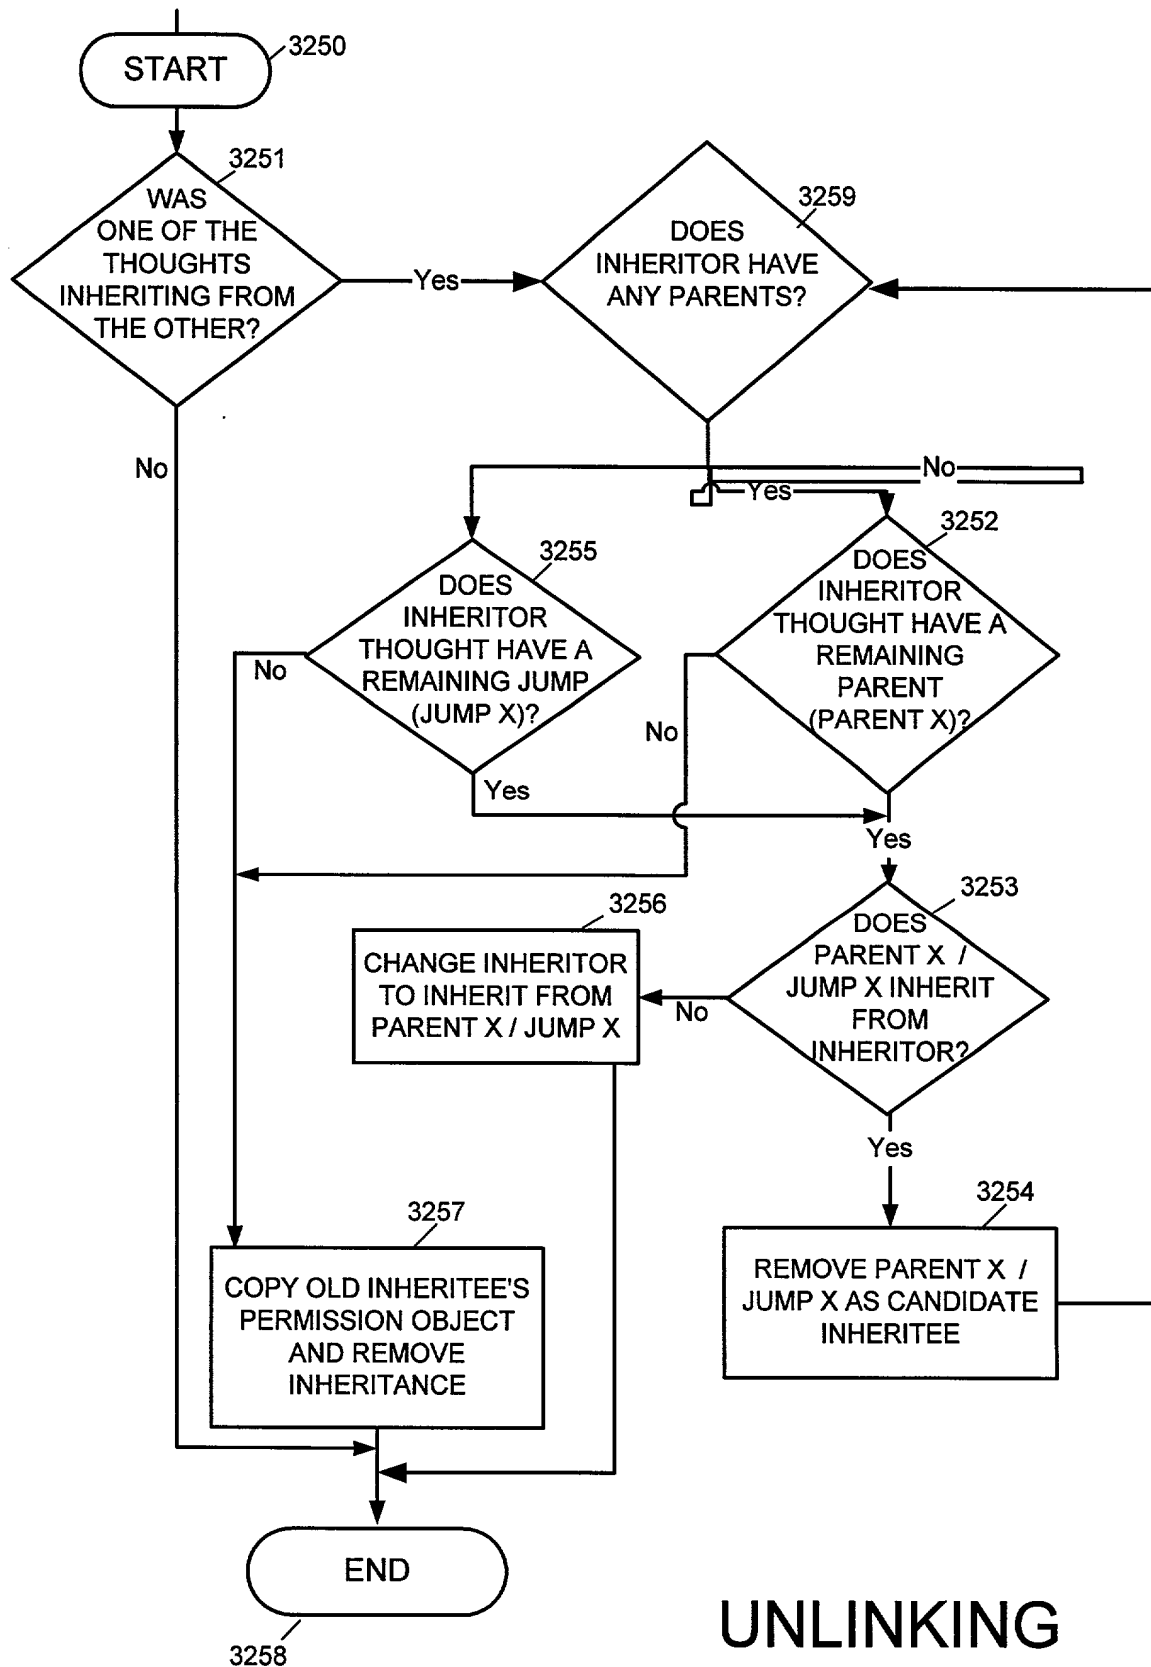 3250
START
3251
WAS
ONE OF THE
THOUGHTS
INHERITING FROM
THE OTHER?
Yes
No
3259
DOES
INHERITOR HAVE
ANY PARENTS?
No
Yes
3255
DOES
INHERITOR
THOUGHT HAVE A
REMAINING JUMP
(JUMP X)?
No
Yes
3252
DOES
INHERITOR
THOUGHT HAVE A
REMAINING
PARENT
(PARENT X)?
No
Yes
3253
DOES
PARENT X /
JUMP X INHERIT
FROM
INHERITOR?
No
Yes
3256
CHANGE INHERITOR
TO INHERIT FROM
PARENT X / JUMP X
3254
REMOVE PARENT X /
JUMP X AS CANDIDATE
INHERITEE
3257
COPY OLD INHERITEE'S
PERMISSION OBJECT
AND REMOVE
INHERITANCE
END
3258
UNLINKING